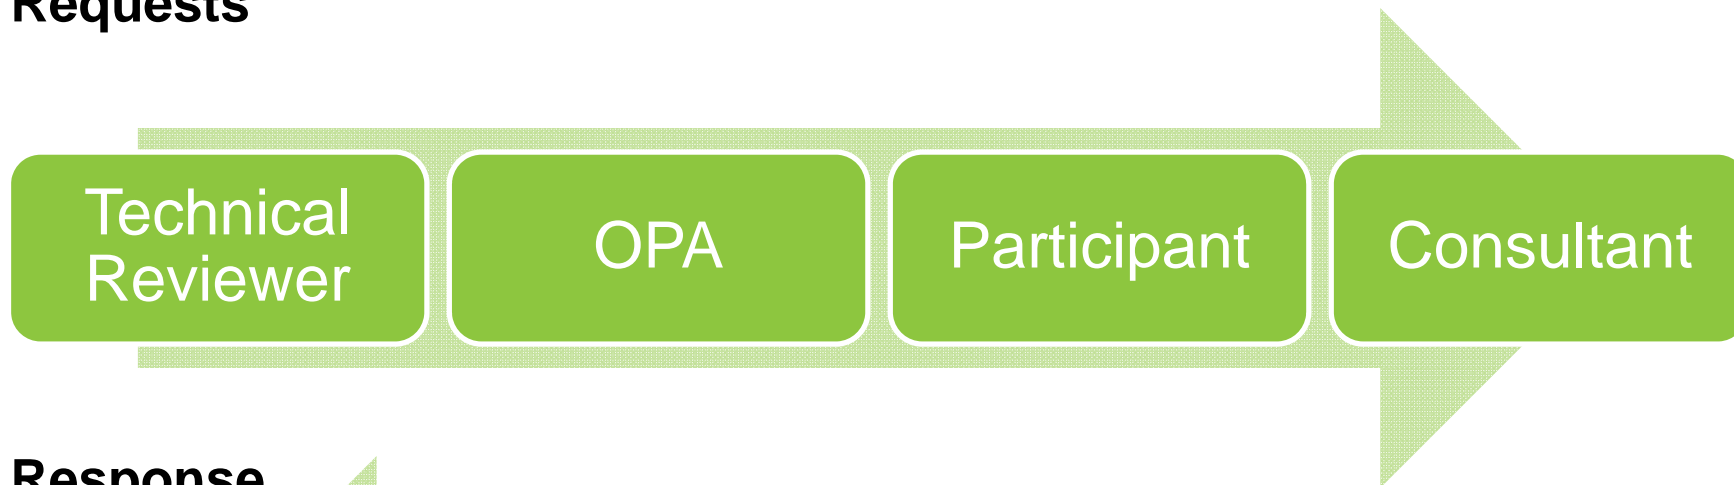 Requests
Technical
Reviewer
OPA
Participant
Consultant
Response